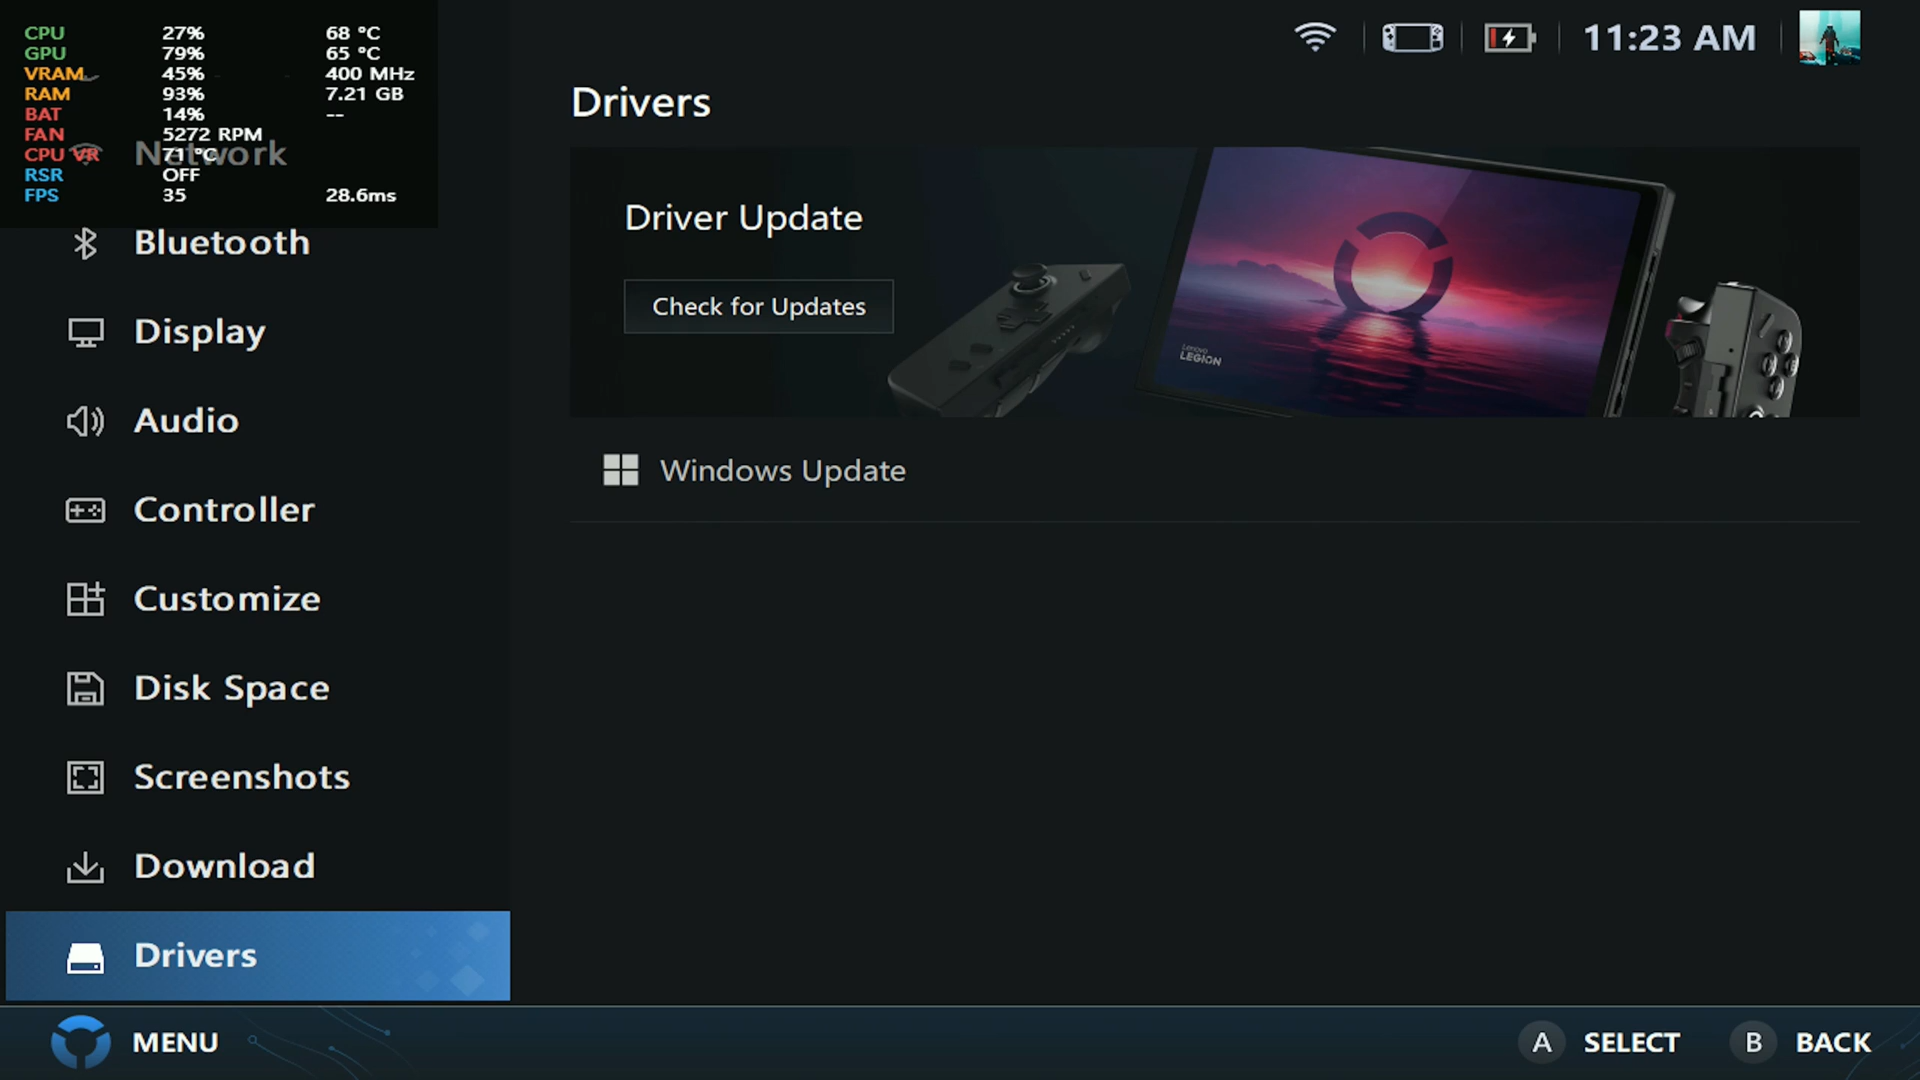 CPU 27% 68 °C
GPU 79% 65 °C
VRAM 45% 400 MHz
RAM 93% 7.21 GB
BAT 14% --
FAN 5272 RPM
CPU VR 71 °C
RSR OFF
FPS 35 28.6ms
11:23 AM
Network
Bluetooth
Display
Audio
Controller
Customize
Disk Space
Screenshots
Download
Drivers
Drivers
Driver Update
Check for Updates
Lenovo
LEGION
Windows Update
MENU
A SELECT
B BACK